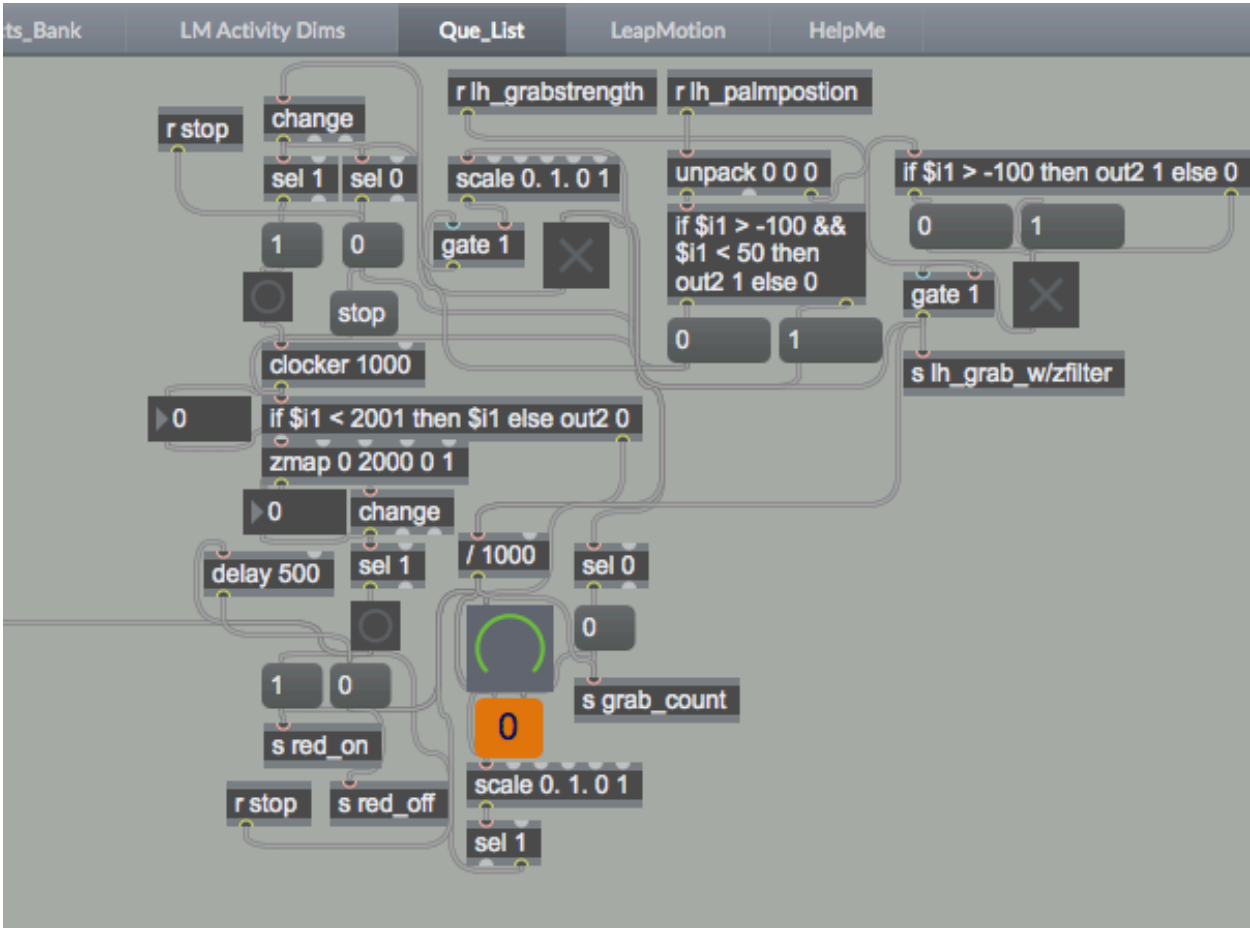 cts_Bank
LM Activity Dims
Que_List
LeapMotion
HelpMe
r lh_grabstrength
r lh_palmpostion
change
r stop
sel 1
sel 0
scale 0. 1. 0 1
unpack 0 0 0
if $i1 > -100 then out2 1 else 0
1
0
gate 1
if $i1 > -100 &&
$i1 < 50 then
out2 1 else 0
0
1
gate 1
stop
0
1
clocker 1000
s lh_grab_w/zfilter
0
if $i1 < 2001 then $i1 else out2 0
zmap 0 2000 0 1
0
change
delay 500
sel 1
/ 1000
sel 0
0
1
0
s grab_count
0
s red_on
scale 0. 1. 0 1
r stop
s red_off
sel 1